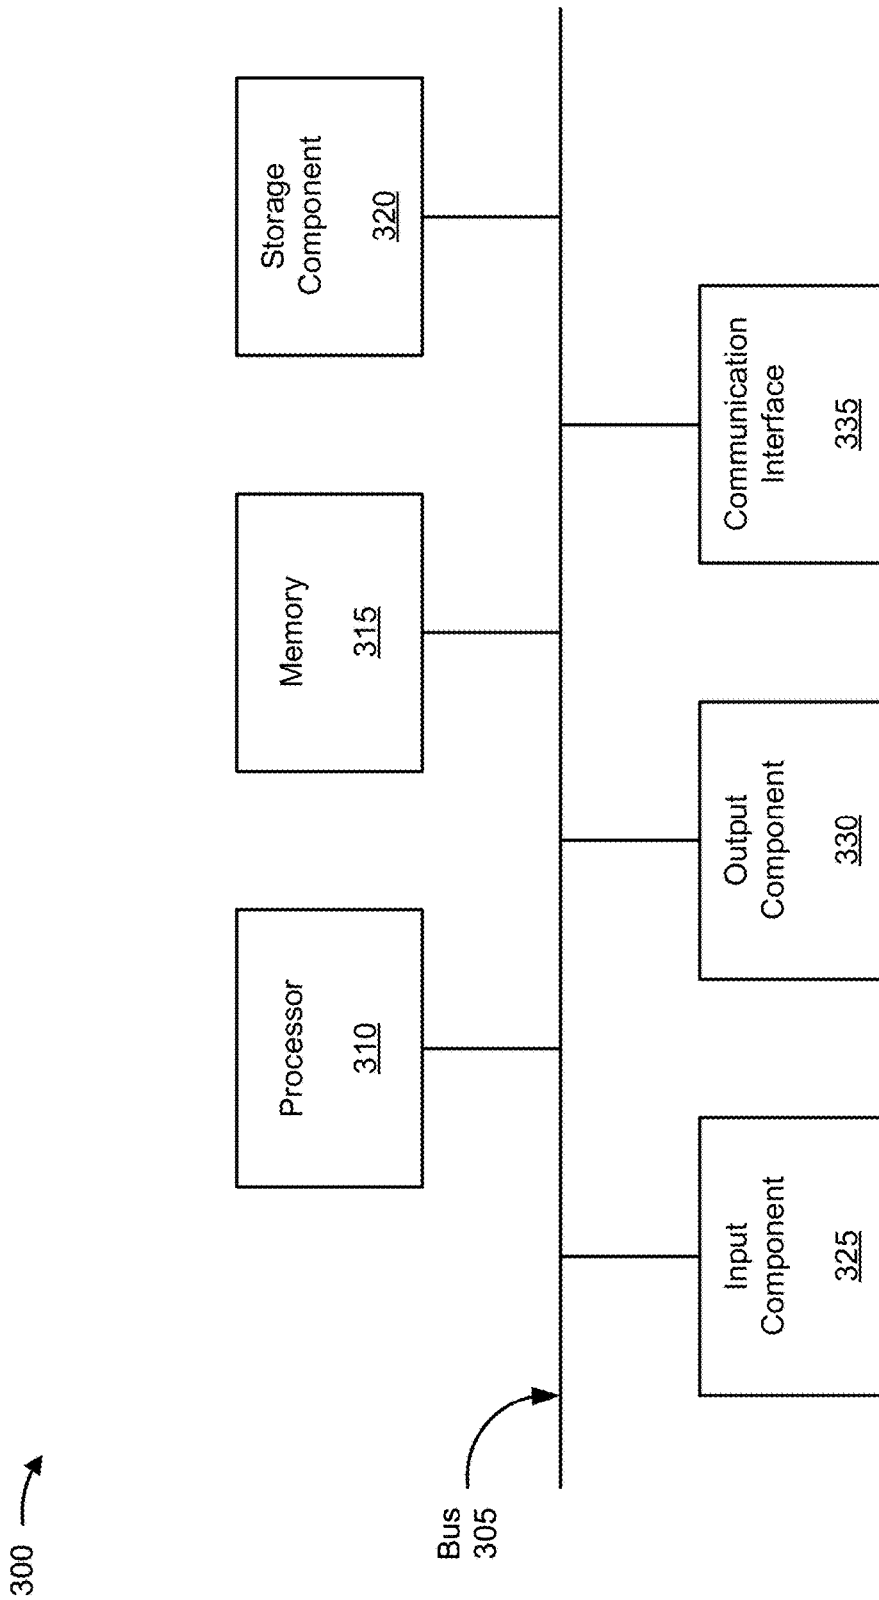 300
Processor
310
Memory
315
Storage
Component
320
Bus
305
Input
Component
325
Output
Component
330
Communication
Interface
335